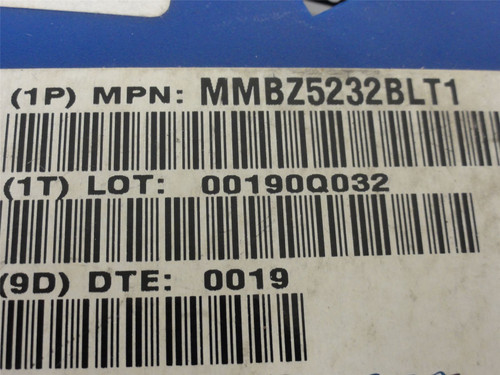 (1P) MPN: MMBZ5232BLT1
(1T) LOT: 00190Q032
(9D) DTE: 0019